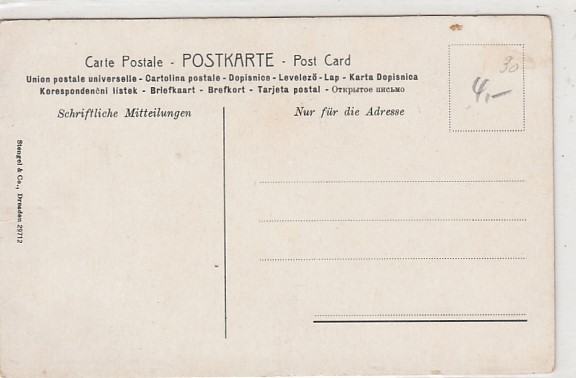 Carte Postale - POSTKARTE - Post Card
Union postale universelle - Cartolina postale - Dopisnice - Levelező - Lap - Karta Dopisnica
Korespondenční lístek - Briefkaart - Brefkort - Tarjeta postal - Открытое письмо
Schriftliche Mitteilungen
Nur für die Adresse
30
4,-
Stengel & Co., Dresden 29712